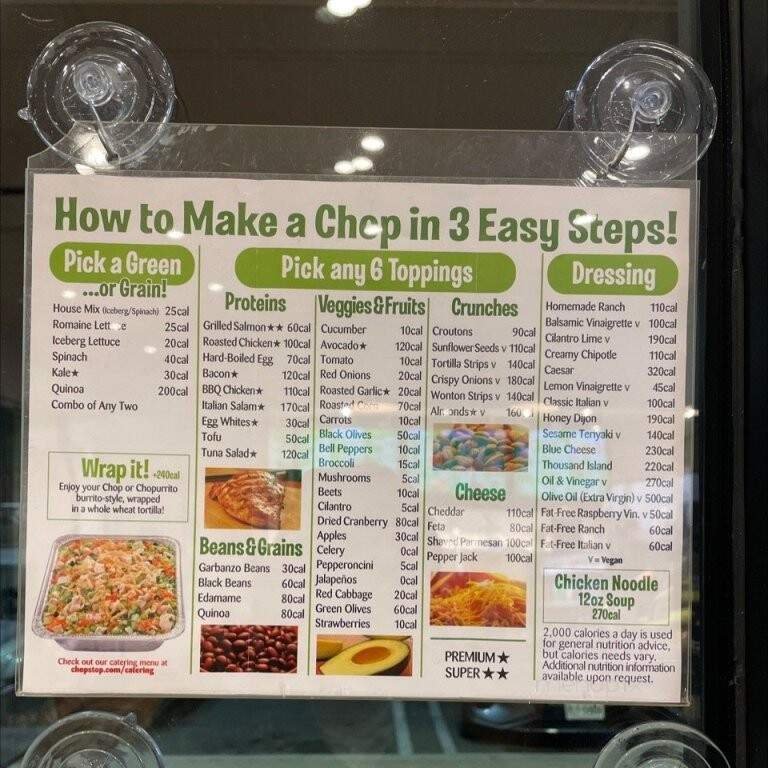 How to Make a Chop in 3 Easy Steps!
Pick a Green
...or Grain!
House Mix (Iceberg/Spinach) 25cal
Romaine Lettuce 25cal
Iceberg Lettuce 20cal
Spinach 40cal
Kale★ 30cal
Quinoa 200cal
Combo of Any Two
Wrap it! +240cal
Enjoy your Chop or Chopurrito
burrito-style, wrapped
in a whole wheat tortilla!
Check out our catering menu at
chopstop.com/catering
Pick any 6 Toppings
Proteins
Grilled Salmon★★ 60cal
Roasted Chicken★ 100cal
Hard-Boiled Egg 70cal
Bacon★ 120cal
BBQ Chicken★ 110cal
Italian Salami★ 170cal
Egg Whites★ 30cal
Tofu 50cal
Tuna Salad★ 120cal
Beans & Grains
Garbanzo Beans 30cal
Black Beans 60cal
Edamame 80cal
Quinoa 80cal
Veggies & Fruits
Cucumber 10cal
Avocado★ 120cal
Tomato 10cal
Red Onions 20cal
Roasted Garlic★ 20cal
Roasted Corn 70cal
Carrots 10cal
Black Olives 50cal
Bell Peppers 10cal
Broccoli 15cal
Mushrooms 5cal
Beets 10cal
Cilantro 5cal
Dried Cranberry 80cal
Apples 30cal
Celery 0cal
Pepperoncini 5cal
Jalapeños 0cal
Red Cabbage 20cal
Green Olives 60cal
Strawberries 10cal
Crunches
Croutons 90cal
Sunflower Seeds v 110cal
Tortilla Strips v 140cal
Crispy Onions v 180cal
Wonton Strips v 140cal
Almonds★ v 160cal
Cheese
Cheddar 110cal
Feta 80cal
Shaved Parmesan 100cal
Pepper Jack 100cal
PREMIUM★
SUPER★★
Dressing
Homemade Ranch 110cal
Balsamic Vinaigrette v 100cal
Cilantro Lime v 190cal
Creamy Chipotle 110cal
Caesar 320cal
Lemon Vinaigrette v 45cal
Classic Italian v 100cal
Honey Dijon 190cal
Sesame Teriyaki v 140cal
Blue Cheese 230cal
Thousand Island 220cal
Oil & Vinegar v 270cal
Olive Oil (Extra Virgin) v 500cal
Fat-Free Raspberry Vin. v 50cal
Fat-Free Ranch 60cal
Fat-Free Italian v 60cal
V = Vegan
Chicken Noodle
12oz Soup
270cal
2,000 calories a day is used
for general nutrition advice,
but calories needs vary.
Additional nutrition information
available upon request.